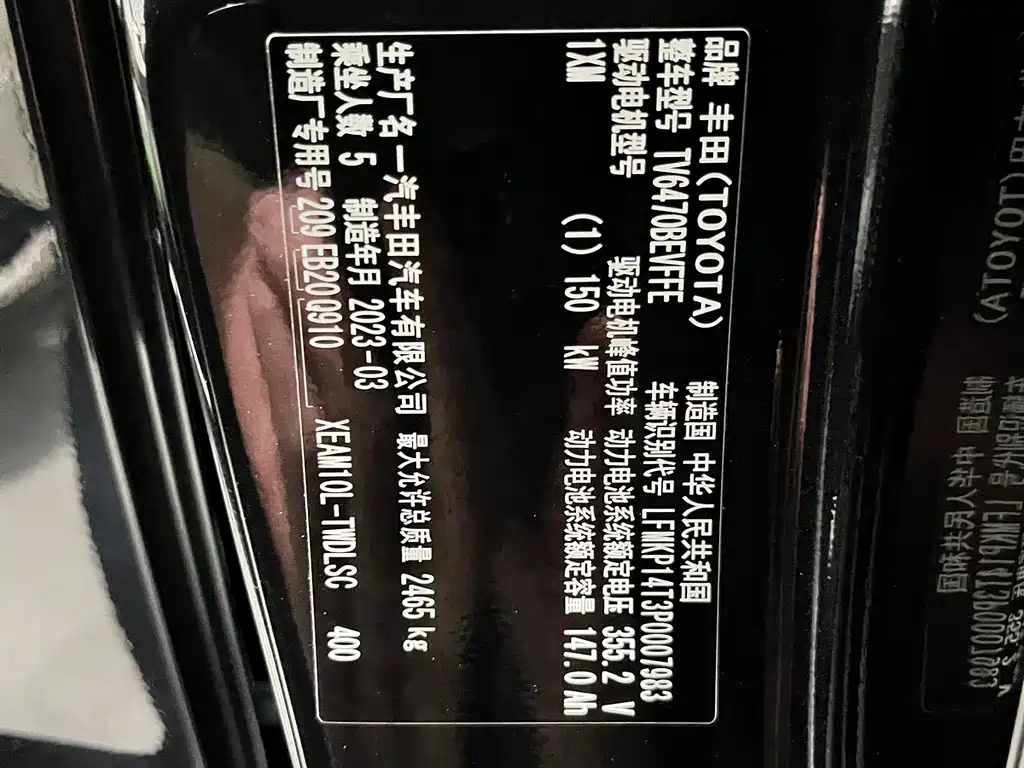 品牌 丰田(TOYOTA) 制造国 中华人民共和国
整车型号 TV6470BEVFFE 车辆识别代号 LFMKP14T3P0007983
驱动电机型号 驱动电机峰值功率 动力电池系统额定电压 355.2 V
1XM (1) 150 kW 动力电池系统额定容量 147.0 Ah
生产厂名 一汽丰田汽车有限公司 最大允许总质量 2465 kg
乘坐人数 5 制造年月 2023-03
制造厂专用号 209 EB20Q910 XEAM10L-TWDLSC 400